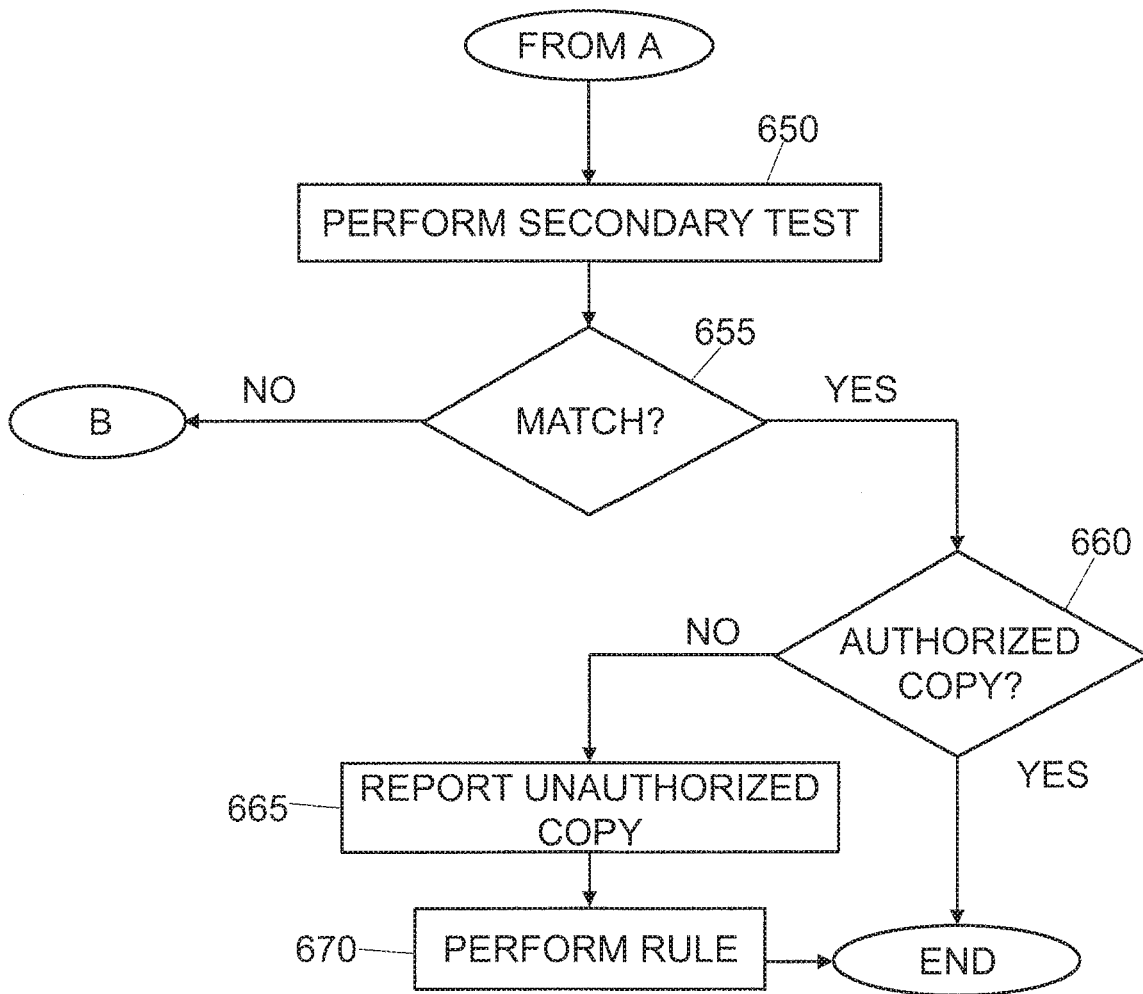 FROM A
650
PERFORM SECONDARY TEST
655
NO
YES
B
MATCH?
660
NO
AUTHORIZED
COPY?
YES
REPORT UNAUTHORIZED
COPY
665
670
PERFORM RULE
END